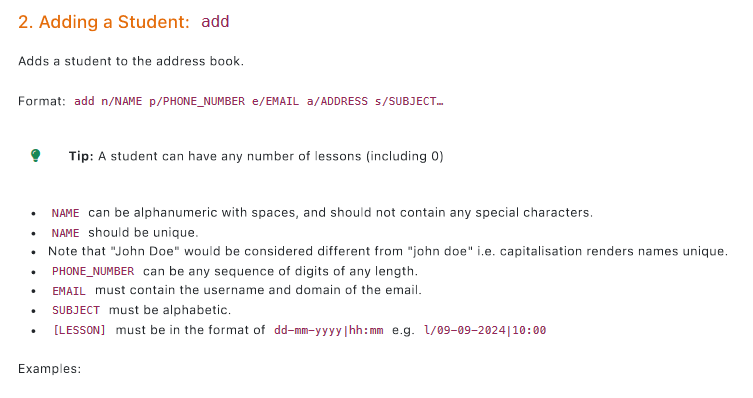 2. Adding a Student: add
Adds a student to the address book.
Format: add n/NAME p/PHONE_NUMBER e/EMAIL a/ADDRESS s/SUBJECT…
Tip: A student can have any number of lessons (including 0)
• NAME can be alphanumeric with spaces, and should not contain any special characters.
• NAME should be unique.
• Note that "John Doe" would be considered different from "john doe" i.e. capitalisation renders names unique.
• PHONE_NUMBER can be any sequence of digits of any length.
• EMAIL must contain the username and domain of the email.
• SUBJECT must be alphabetic.
• [LESSON] must be in the format of dd-mm-yyyy|hh:mm e.g. l/09-09-2024|10:00
Examples: